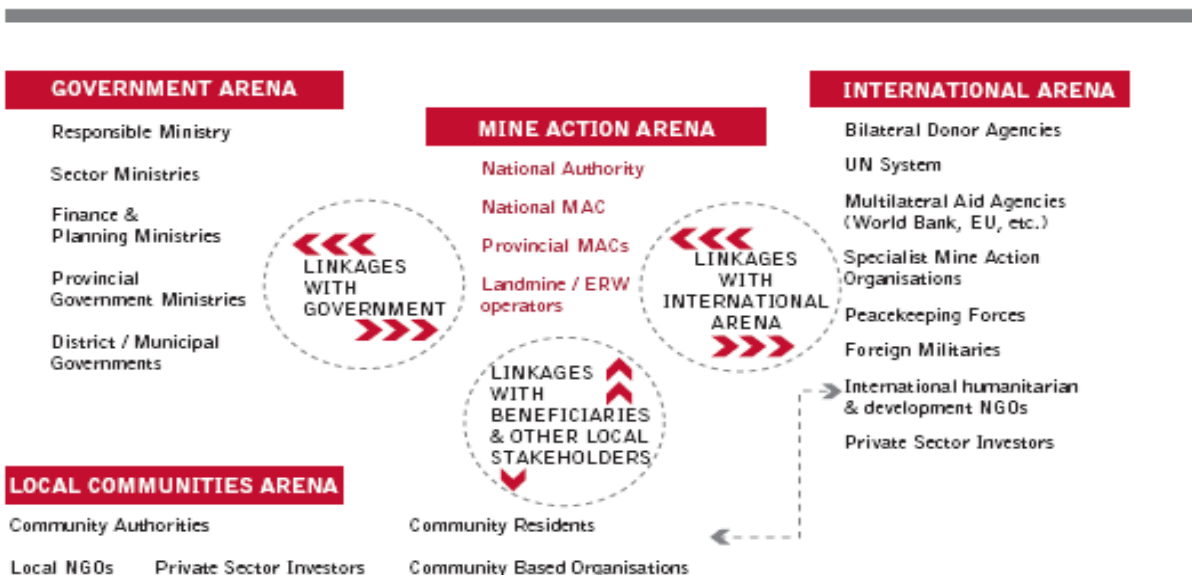 GOVERNMENT ARENA
Responsible Ministry
Sector Ministries
Finance &
Planning Ministries
Provincial
Government Ministries
District / Municipal
Governments
LINKAGES
WITH
GOVERNMENT
MINE ACTION ARENA
National Authority
National MAC
Provincial MACs
Landmine / ERW
operators
LINKAGES
WITH
INTERNATIONAL
ARENA
INTERNATIONAL ARENA
Bilateral Donor Agencies
UN System
Multilateral Aid Agencies
(World Bank, EU, etc.)
Specialist Mine Action
Organisations
Peacekeeping Forces
Foreign Militaries
International humanitarian
& development NGOs
Private Sector Investors
LINKAGES
WITH
BENEFICIARIES
& OTHER LOCAL
STAKEHOLDERS
LOCAL COMMUNITIES ARENA
Community Authorities
Community Residents
Local NGOs
Private Sector Investors
Community Based Organisations